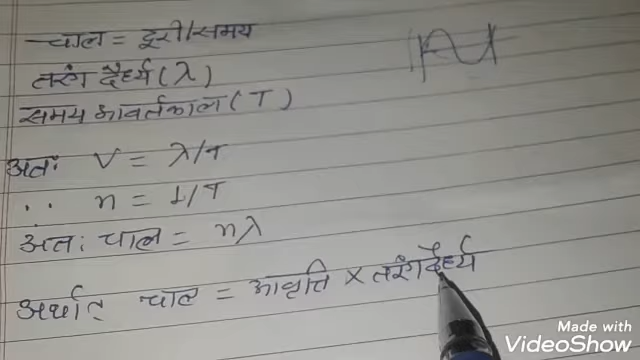 चाल = दूरी/समय
तरंग दैर्ध्य (λ)
समय आवर्तकाल (T)
अतः V = λ/T
∴ n = 1/T
अतः चाल = nλ
अर्थात् चाल = आवृत्ति × तरंगदैर्ध्य
Made with
VideoShow